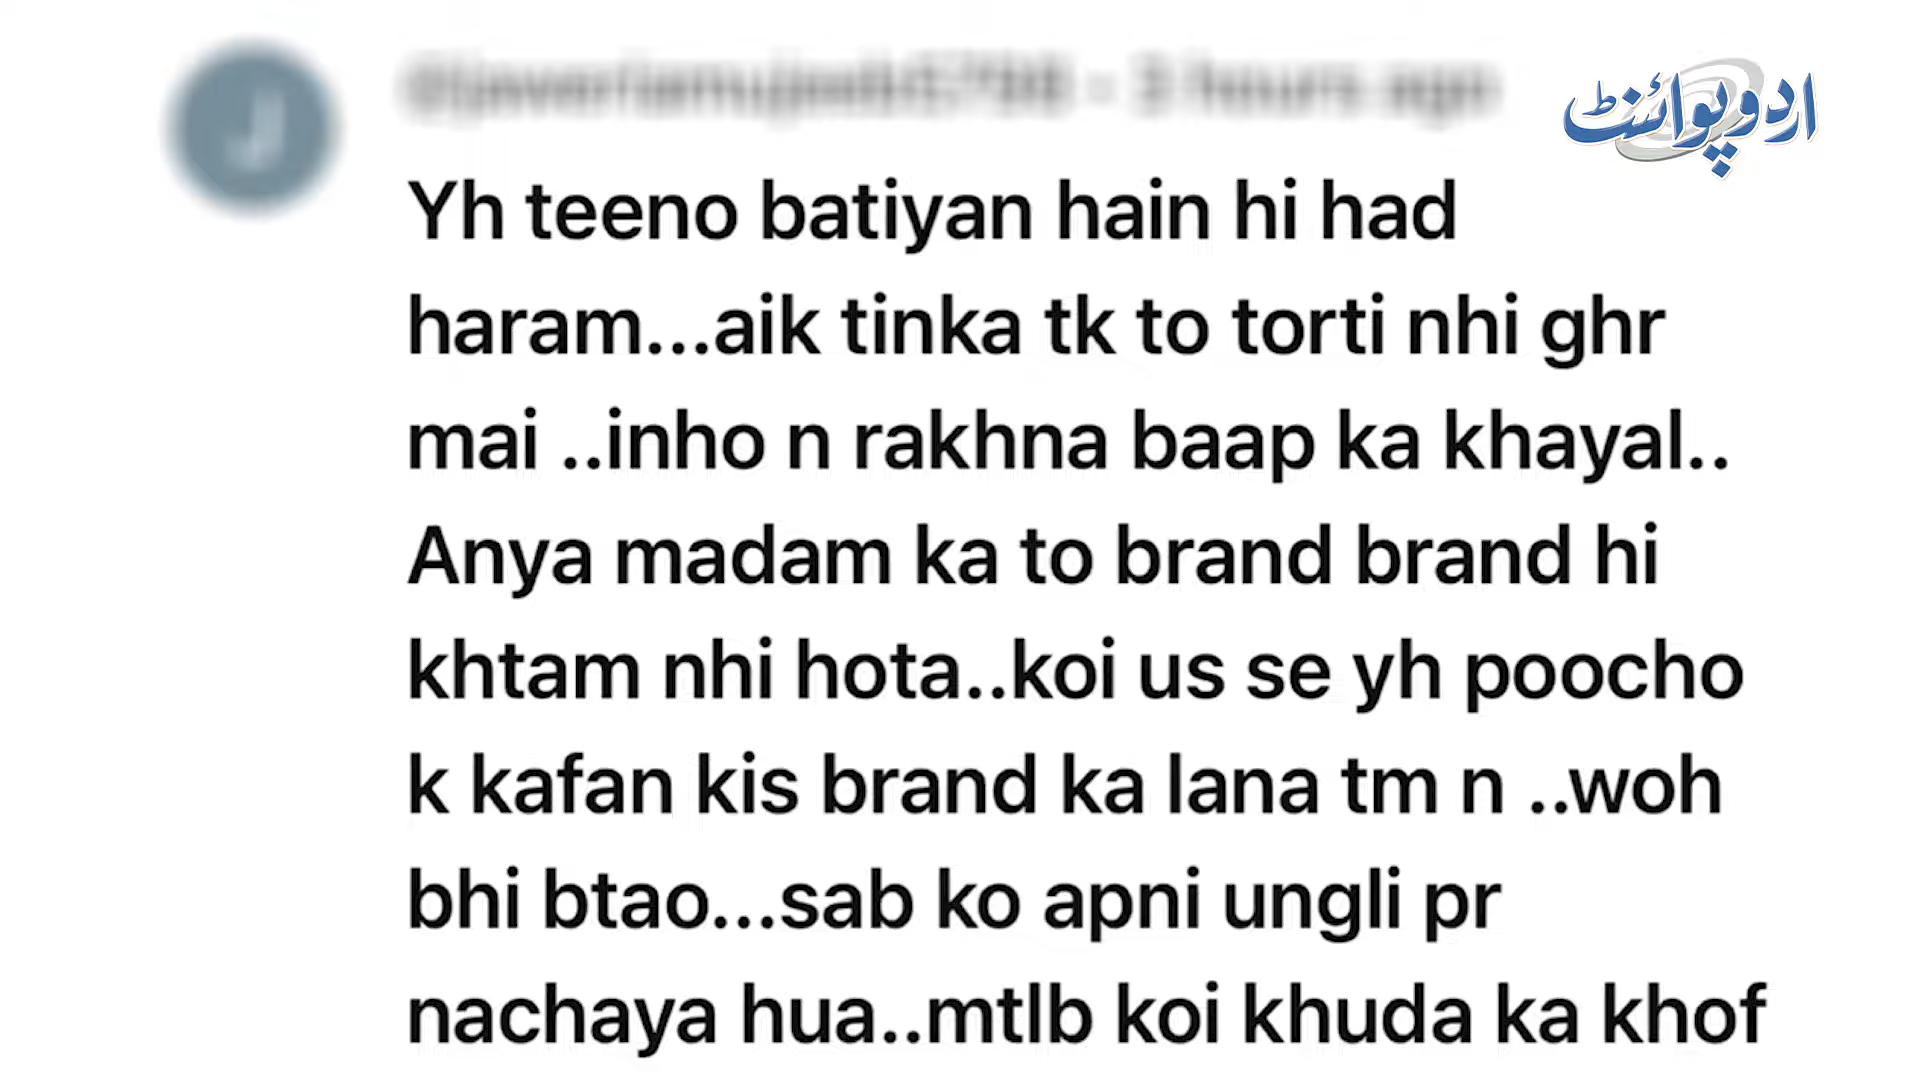 3 hours ago
اردو پوائنٹ
Yh teeno batiyan hain hi had
haram...aik tinka tk to torti nhi ghr
mai ..inho n rakhna baap ka khayal..
Anya madam ka to brand brand hi
khtam nhi hota..koi us se yh poocho
k kafan kis brand ka lana tm n ..woh
bhi btao...sab ko apni ungli pr
nachaya hua..mtlb koi khuda ka khof